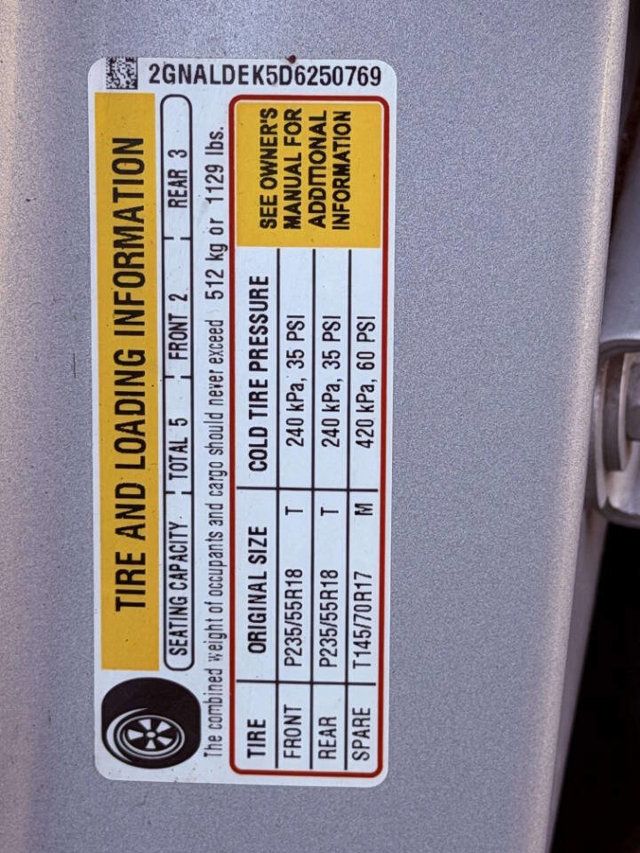 2GNALDEK5D6250769
TIRE AND LOADING INFORMATION
SEATING CAPACITY TOTAL 5 FRONT 2 REAR 3
The combined weight of occupants and cargo should never exceed 512 kg or 1129 lbs.
TIRE ORIGINAL SIZE COLD TIRE PRESSURE
FRONT P235/55R18 T 240 kPa, 35 PSI
REAR P235/55R18 T 240 kPa, 35 PSI
SPARE T145/70R17 M 420 kPa, 60 PSI
SEE OWNER'S
MANUAL FOR
ADDITIONAL
INFORMATION